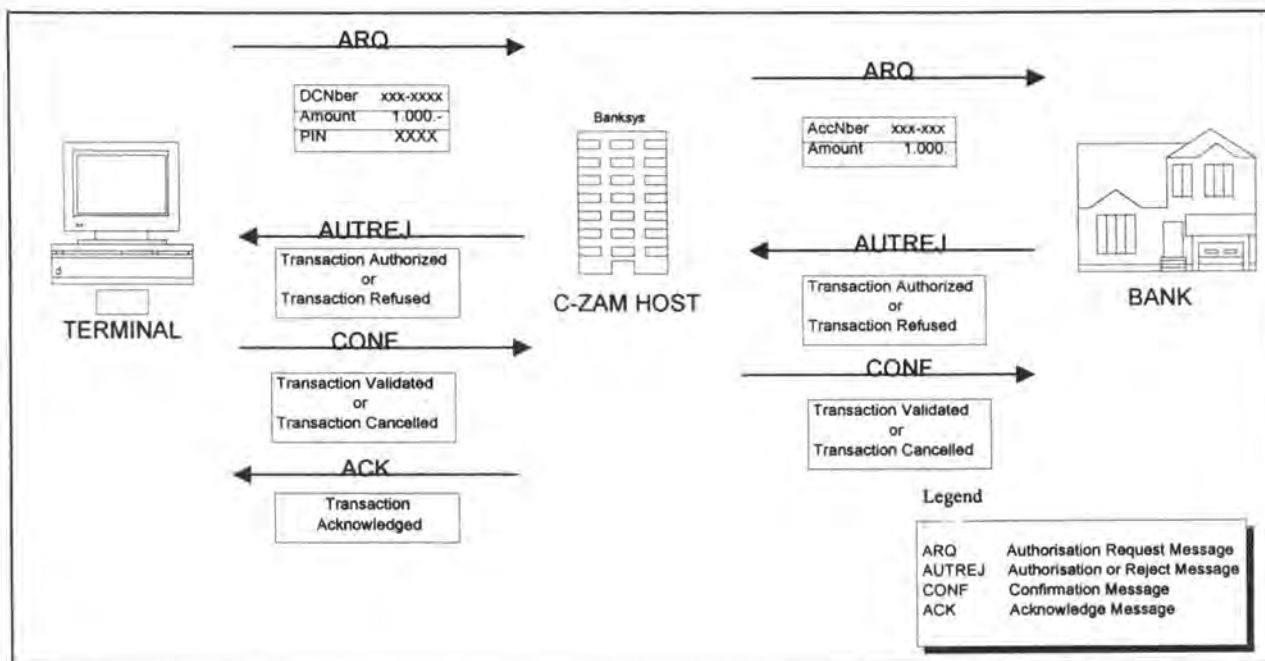 ARQ
DCNber xxx-xxxx
Amount 1.000.-
PIN XXXX
Banksys
ARQ
AccNber xxx-xxx
Amount 1.000.
AUTREJ
Transaction Authorized
or
Transaction Refused
TERMINAL
C-ZAM HOST
AUTREJ
Transaction Authorized
or
Transaction Refused
BANK
CONF
Transaction Validated
or
Transaction Cancelled
CONF
Transaction Validated
or
Transaction Cancelled
ACK
Transaction
Acknowledged
Legend
ARQ Authorisation Request Message
AUTREJ Authorisation or Reject Message
CONF Confirmation Message
ACK Acknowledge Message